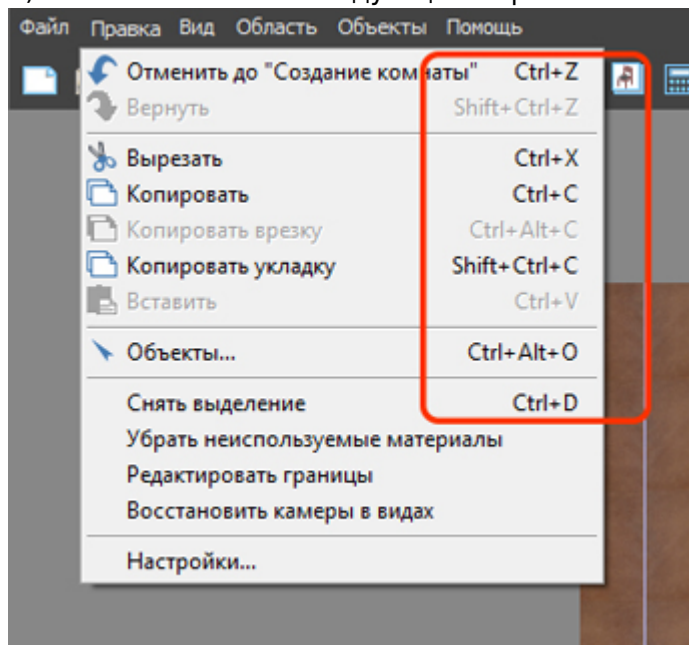 Файл Правка Вид Область Объекты Помощь
Отменить до "Создание комнаты" Ctrl+Z
Вернуть Shift+Ctrl+Z
Вырезать Ctrl+X
Копировать Ctrl+C
Копировать врезку Ctrl+Alt+C
Копировать укладку Shift+Ctrl+C
Вставить Ctrl+V
Объекты... Ctrl+Alt+O
Снять выделение Ctrl+D
Убрать неиспользуемые материалы
Редактировать границы
Восстановить камеры в видах
Настройки...